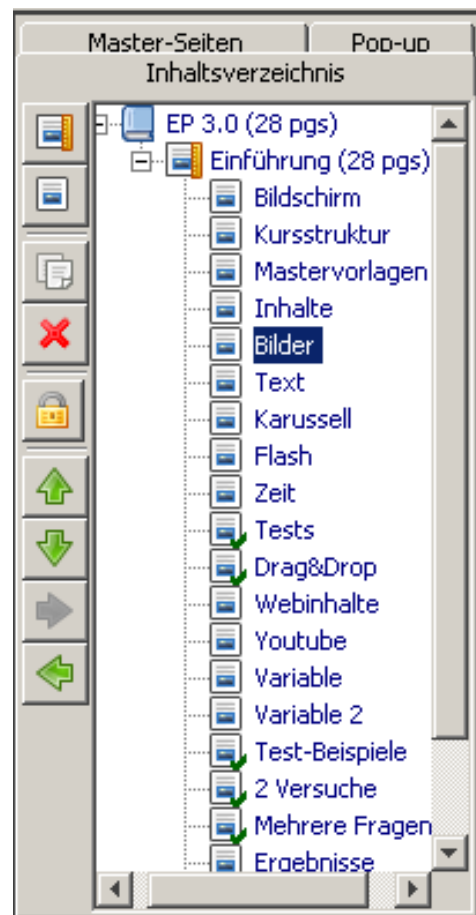 Master-Seiten
Pop-up
Inhaltsverzeichnis
EP 3.0 (28 pgs)
Einführung (28 pgs)
Bildschirm
Kursstruktur
Mastervorlagen
Inhalte
Bilder
Text
Karussell
Flash
Zeit
Tests
Drag&Drop
Webinhalte
Youtube
Variable
Variable 2
Test-Beispiele
2 Versuche
Mehrere Fragen
Ergebnisse